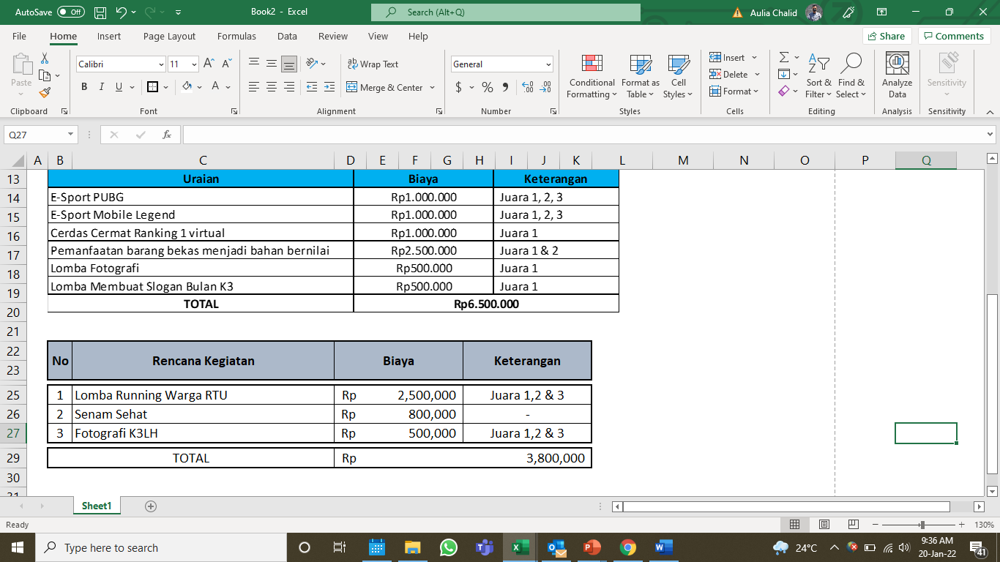 AutoSave Off Book2 - Excel Search (Alt+Q) Aulia Chalid
File Home Insert Page Layout Formulas Data Review View Help Share Comments
Paste Calibri 11 Wrap Text General Conditional Formatting Format as Table Cell Styles Insert Sort & Filter Find & Select Analyze Data Sensitivity
B I U A Merge & Center $ % Delete
Format
Clipboard Font Alignment Number Styles Cells Editing Analysis Sensitivity
Q27 fx
A B C D E F G H I J K L M N O P Q
13 Uraian Biaya Keterangan
14 E-Sport PUBG Rp1.000.000 Juara 1, 2, 3
15 E-Sport Mobile Legend Rp1.000.000 Juara 1, 2, 3
16 Cerdas Cermat Ranking 1 virtual Rp1.000.000 Juara 1
17 Pemanfaatan barang bekas menjadi bahan bernilai Rp2.500.000 Juara 1 & 2
18 Lomba Fotografi Rp500.000 Juara 1
19 Lomba Membuat Slogan Bulan K3 Rp500.000 Juara 1
20 TOTAL Rp6.500.000
21
22
No Rencana Kegiatan Biaya Keterangan
23
25 1 Lomba Running Warga RTU Rp 2,500,000 Juara 1,2 & 3
26 2 Senam Sehat Rp 800,000 -
27 3 Fotografi K3LH Rp 500,000 Juara 1,2 & 3
29 TOTAL Rp 3,800,000
30
Sheet1
Ready 130%
Type here to search 24°C 9:36 AM
20-Jan-22 41